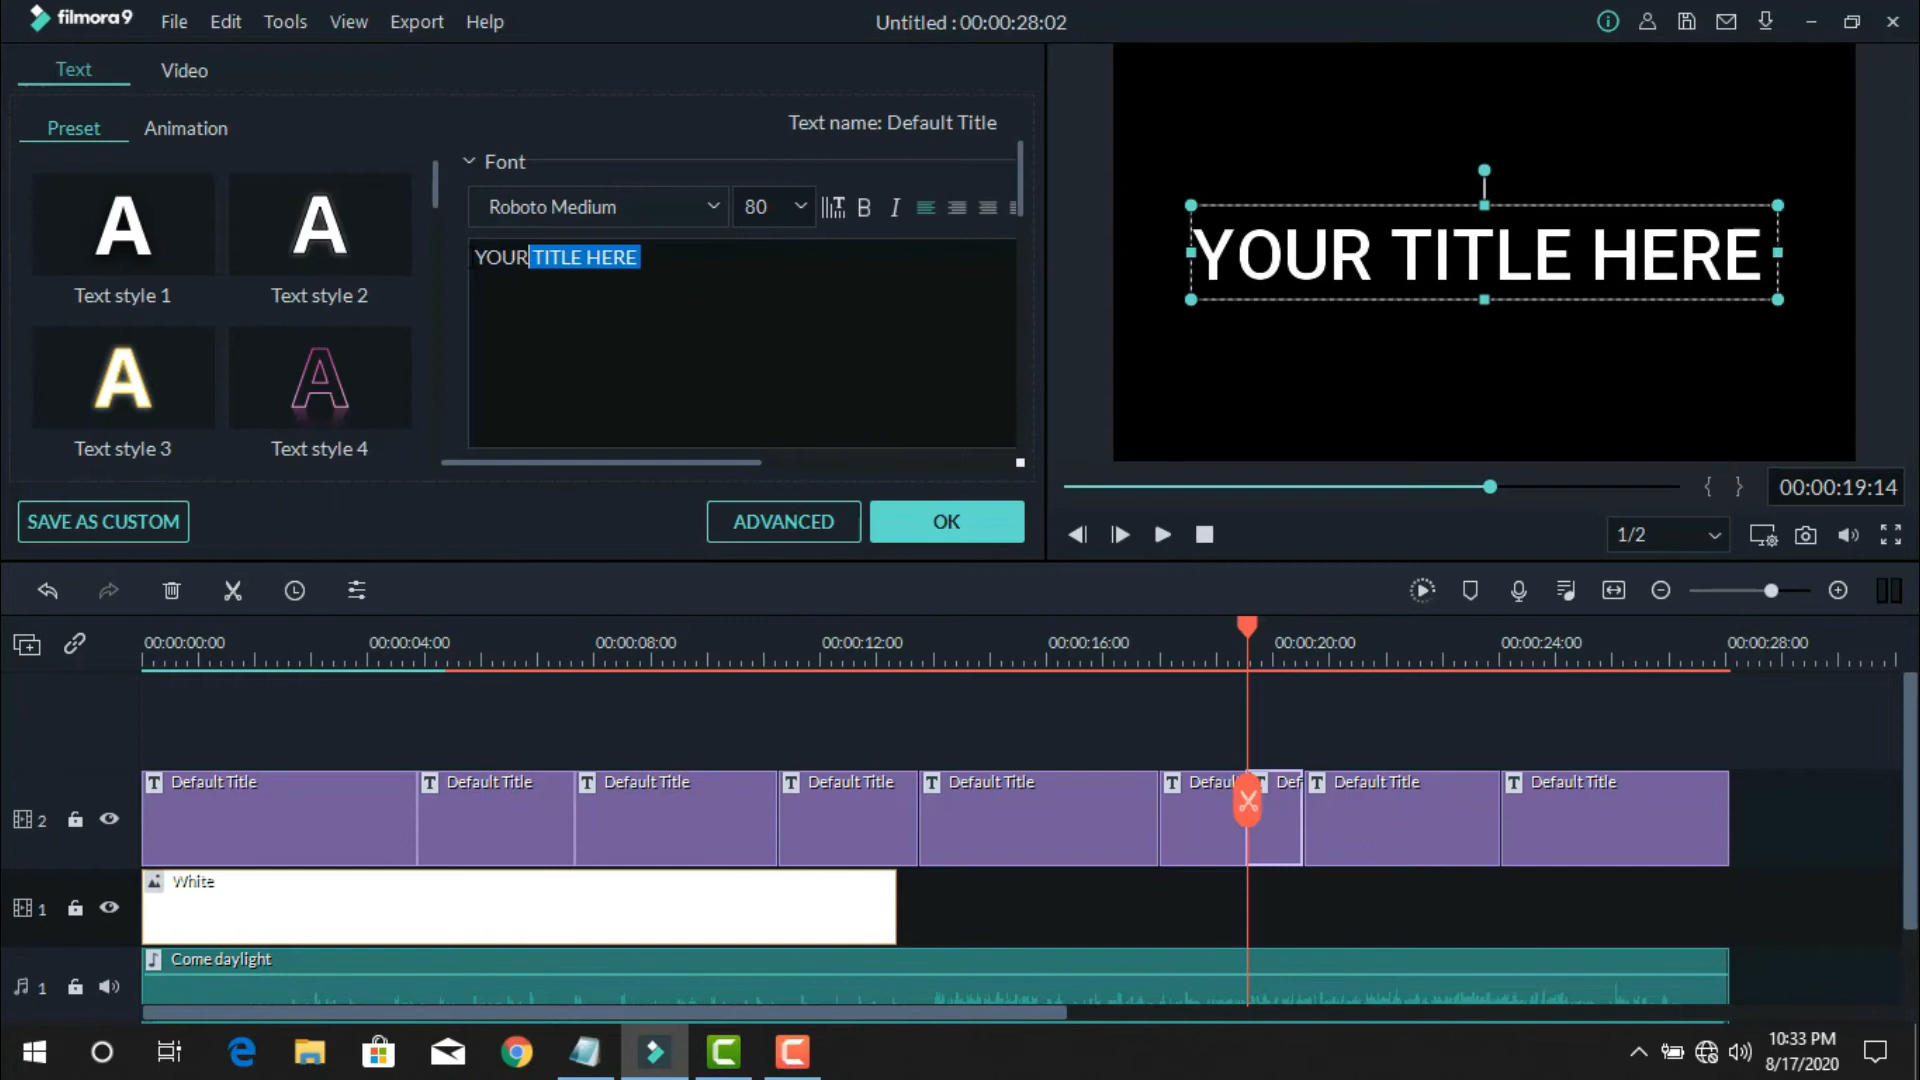 filmora9 File Edit Tools View Export Help Untitled : 00:00:28:02
Text Video
Preset Animation Text name: Default Title
Font
Roboto Medium 80 B I
YOUR TITLE HERE
A A
Text style 1 Text style 2
A A
Text style 3 Text style 4
SAVE AS CUSTOM ADVANCED OK
YOUR TITLE HERE
{ } 00:00:19:14
1/2
00:00:00:00 00:00:04:00 00:00:08:00 00:00:12:00 00:00:16:00 00:00:20:00 00:00:24:00 00:00:28:00
2 T Default Title T Default Title T Default Title T Default Title T Default Title T Defaul T Def T Default Title T Default Title
1 White
1 Come daylight
10:33 PM
8/17/2020